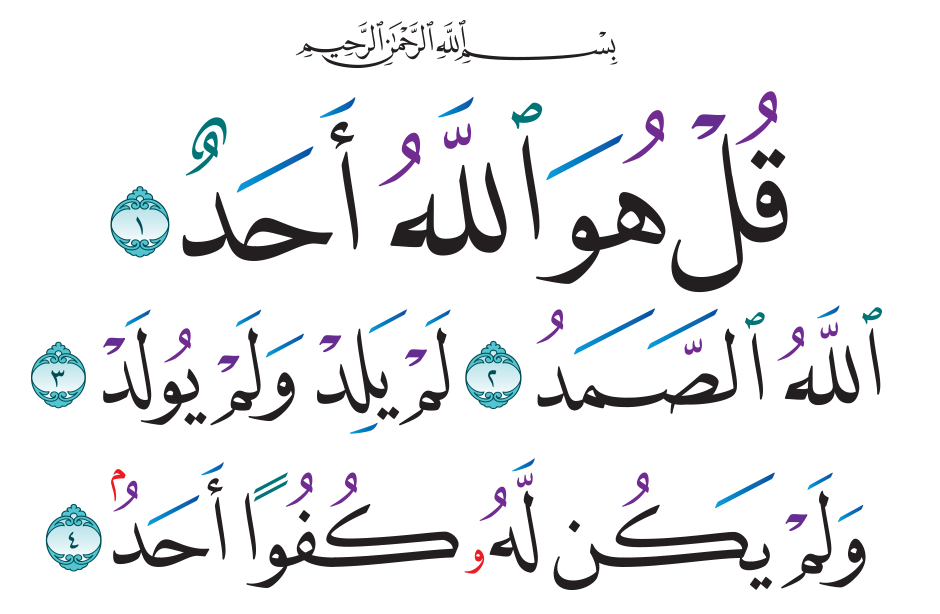 بِسْمِ ٱللَّهِ ٱلرَّحْمَٰنِ ٱلرَّحِيمِ
قُلْ هُوَ ٱللَّهُ أَحَدٌ ١
ٱللَّهُ ٱلصَّمَدُ ٢ لَمْ يَلِدْ وَلَمْ يُولَدْ ٣
وَلَمْ يَكُن لَّهُۥ كُفُوًا أَحَدُۢ ٤